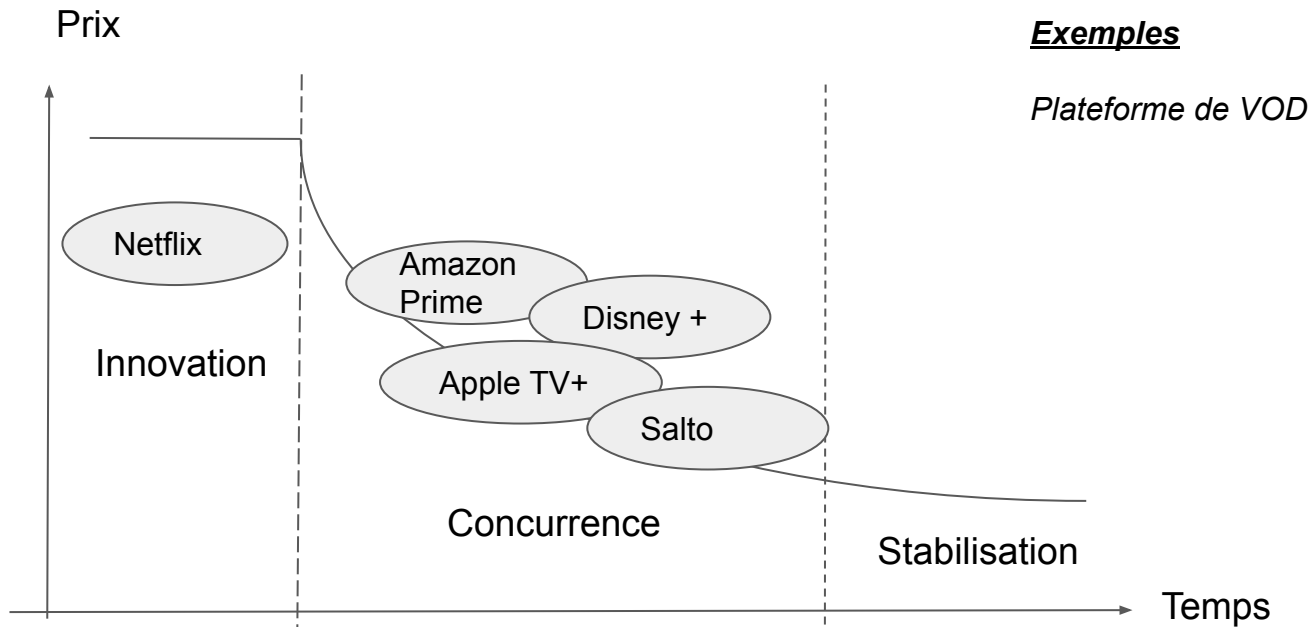 Prix
Exemples
Plateforme de VOD
Netflix
Amazon
Prime
Disney +
Innovation
Apple TV+
Salto
Concurrence
Stabilisation
Temps